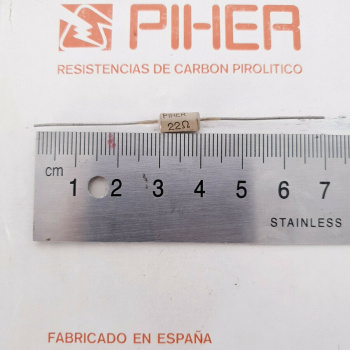 PIHER
RESISTENCIAS DE CARBON PIROLITICO
PIHER
22Ω
cm 1 2 3 4 5 6 7
STAINLESS
FABRICADO EN ESPAÑA